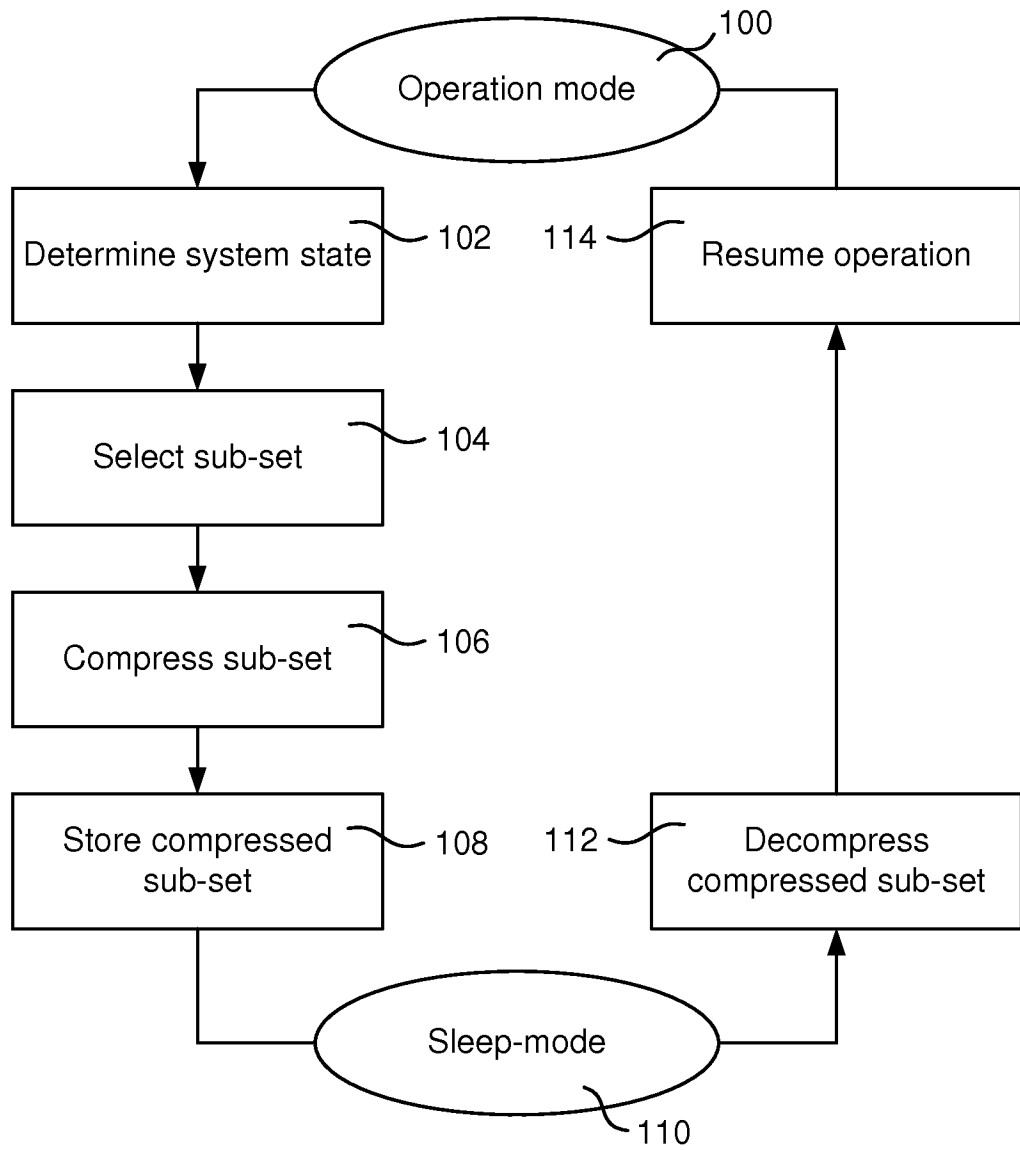 100
Operation mode
Determine system state
102
114
Resume operation
Select sub-set
104
Compress sub-set
106
Store compressed
sub-set
108
112
Decompress
compressed sub-set
Sleep-mode
110